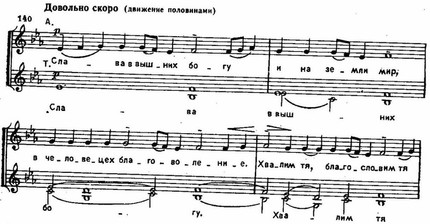 Довольно скоро (движение половинами)
140 А.
Сла - ва в выш - них бо - гу и на зем - ли мир,
Т.
Сла - ва в выш - них
в че - ло - ве - цех бла - го - во - ле - ни - е. Хва - лим тя, бла - го - сло - вим тя
бо - гу. Хва - лим тя